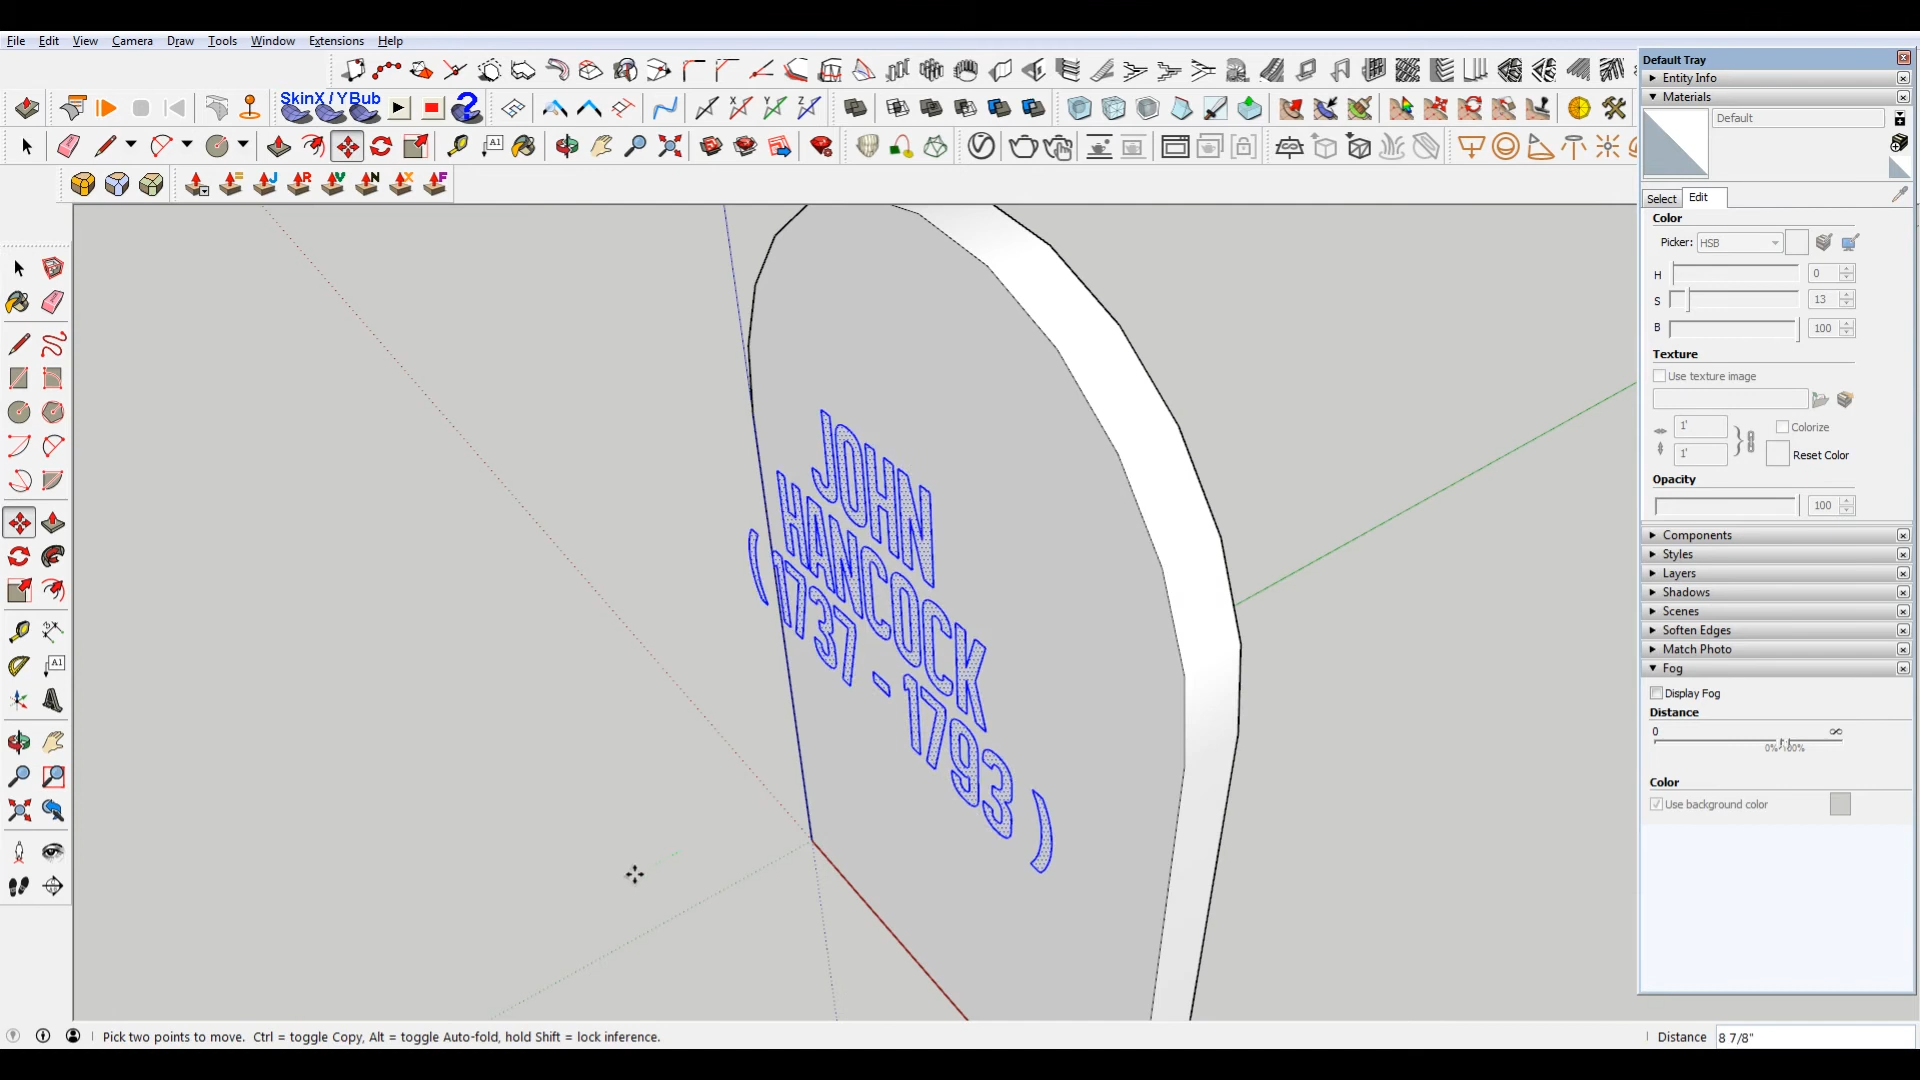 File Edit View Camera Draw Tools Window Extensions Help
Default Tray
Entity Info
Materials
SkinX / YBub
Default
A1
J R V N X F
Select Edit
Color
Picker: HSB
H 0
S 13
B 100
Texture
Use texture image
1' Colorize
1' Reset Color
Opacity
100
JOHN
HANCOCK
(1737 - 1793)
Components
Styles
Layers
Shadows
Scenes
Soften Edges
Match Photo
Fog
Display Fog
Distance
0 ∞
Color
Use background color
A1
Pick two points to move. Ctrl = toggle Copy, Alt = toggle Auto-fold, hold Shift = lock inference.
Distance 8 7/8"